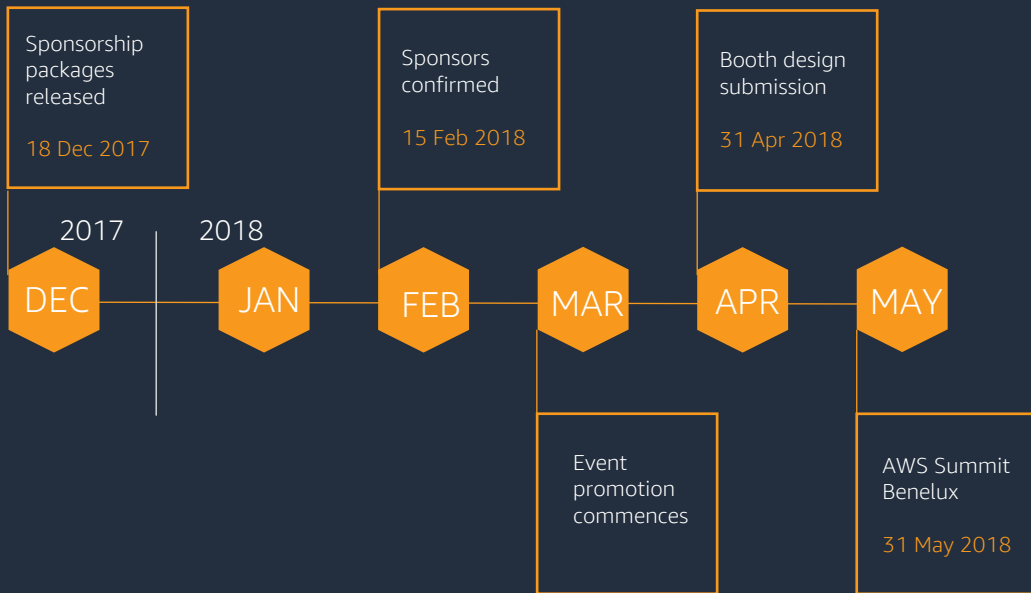 Sponsorship
packages
released
18 Dec 2017
Sponsors
confirmed
15 Feb 2018
Booth design
submission
31 Apr 2018
2017
2018
DEC
JAN
FEB
MAR
APR
MAY
Event
promotion
commences
AWS Summit
Benelux
31 May 2018